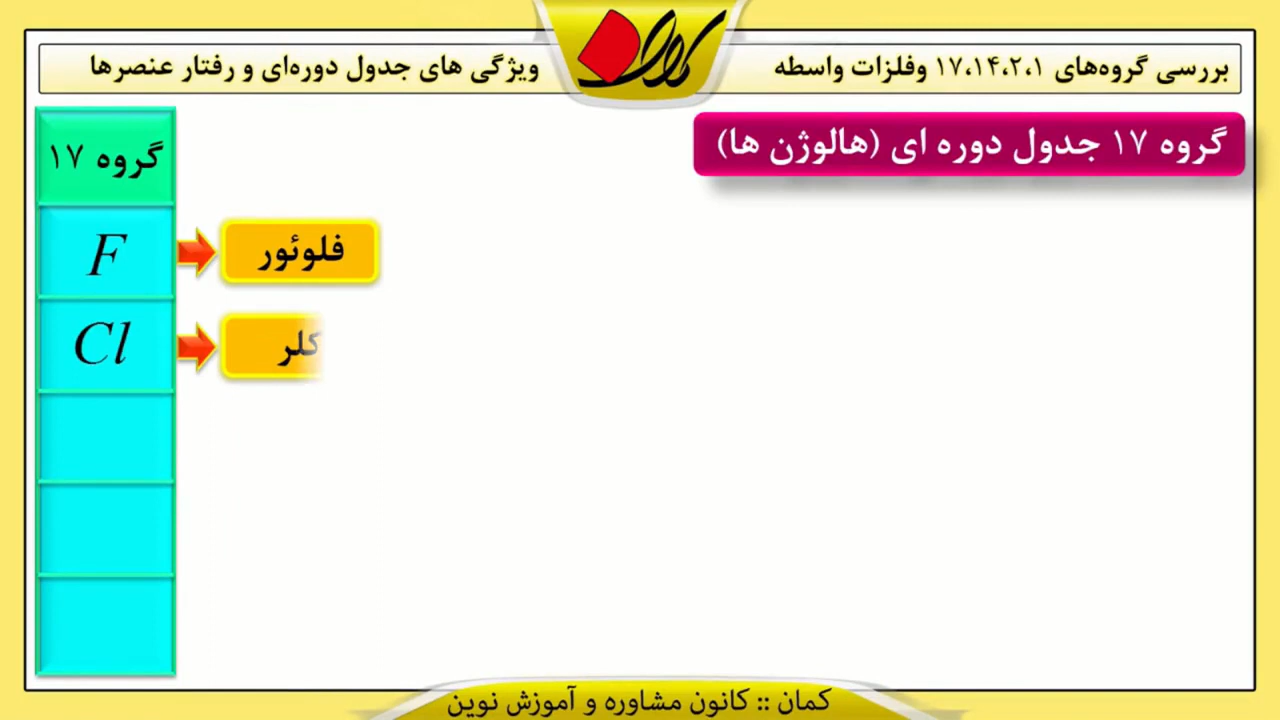 بررسی گروه‌های ۱،۲،۱۴،۱۷ وفلزات واسطه
کمان
ویژگی های جدول دوره‌ای و رفتار عنصرها
گروه ۱۷ جدول دوره ای (هالوژن ها)
گروه ۱۷
F
فلوئور
Cl
کلر
کمان :: کانون مشاوره و آموزش نوین